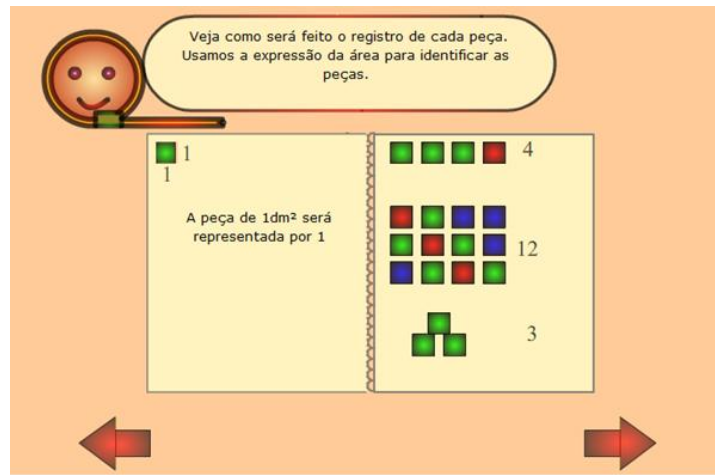 Veja como será feito o registro de cada peça.
Usamos a expressão da área para identificar as
peças.
1
1
A peça de 1dm² será
representada por 1
4
12
3